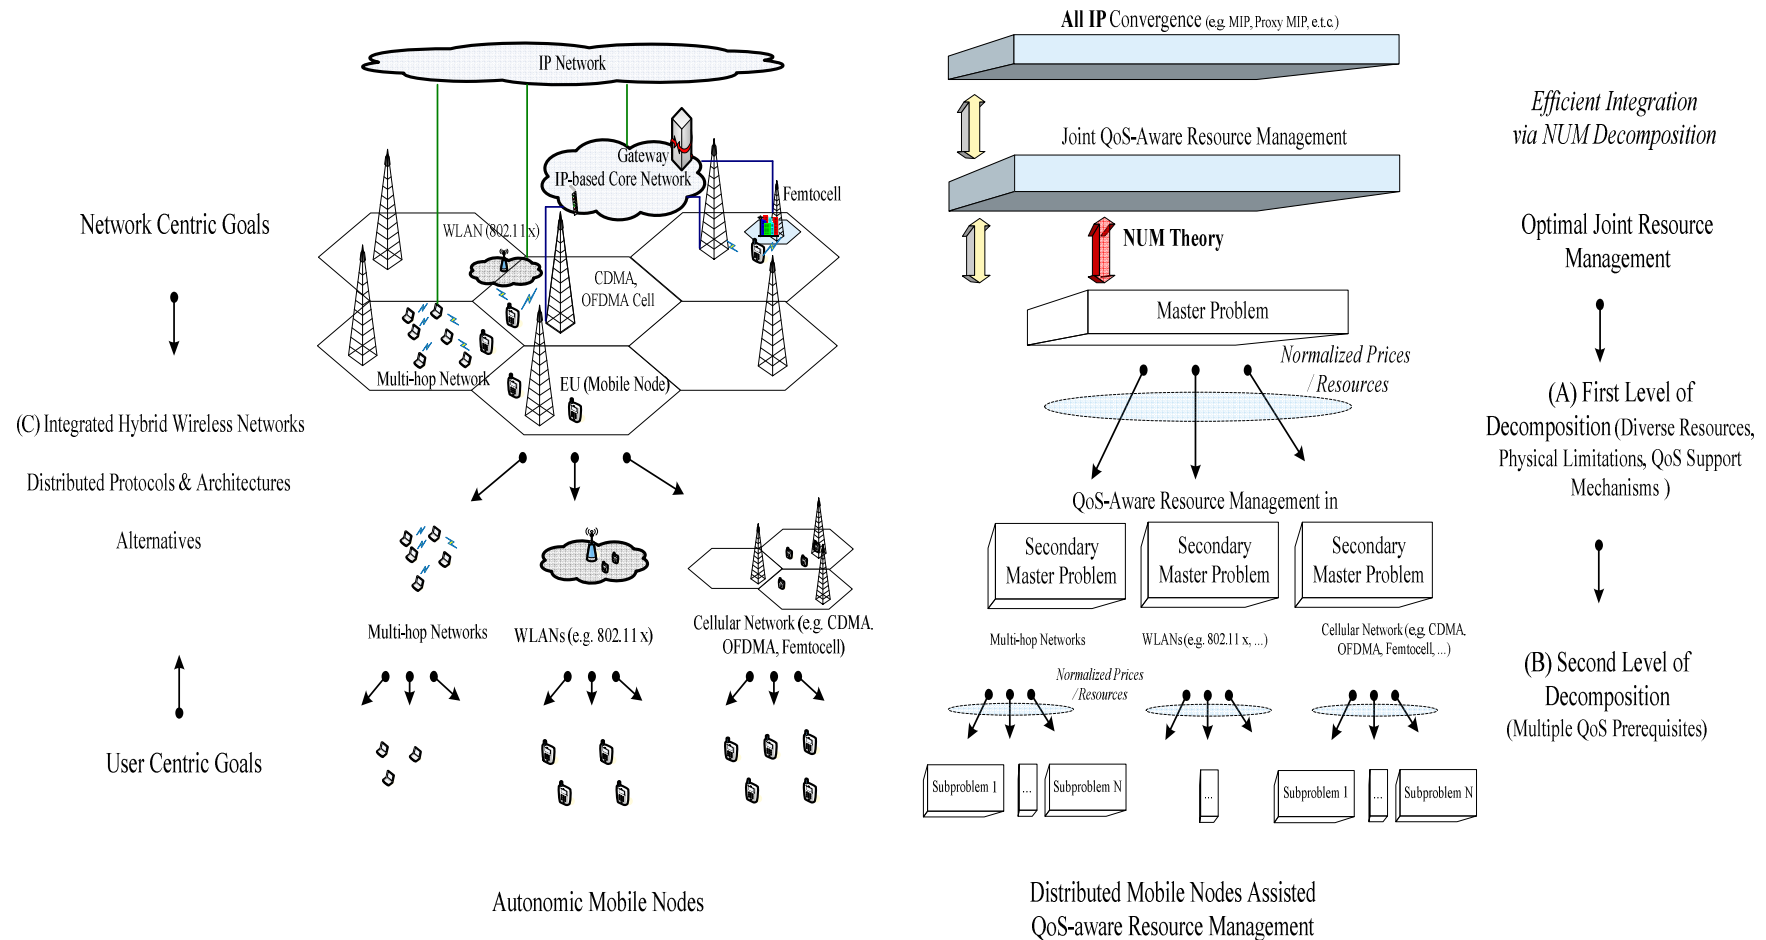 All IP Convergence (e.g. MIP, Proxy MIP, e.t.c.)
IP Network
Efficient Integration
via NUM Decomposition
Joint QoS-Aware Resource Management
Gateway
IP-based Core Network
Femtocell
Network Centric Goals
WLAN (802.11x)
NUM Theory
Optimal Joint Resource
Management
CDMA,
OFDMA Cell
Master Problem
Normalized Prices
/ Resources
Multi-hop Network
EU (Mobile Node)
(A) First Level of
Decomposition (Diverse Resources,
Physical Limitations, QoS Support
Mechanisms )
(C) Integrated Hybrid Wireless Networks
Distributed Protocols & Architectures
Alternatives
QoS-Aware Resource Management in
Secondary
Master Problem
Secondary
Master Problem
Secondary
Master Problem
Multi-hop Networks
WLANs (e.g. 802.11 x)
Cellular Network (e.g. CDMA.
OFDMA, Femtocell)
Multi-hop Networks
WLANs (e.g. 802.11 x, ...)
Cellular Network (e.g. CDMA.
OFDMA, Femtocell, ...)
(B) Second Level of
Decomposition
(Multiple QoS Prerequisites)
Normalized Prices
/Resources
User Centric Goals
Subproblem 1
...
Subproblem N
...
Subproblem 1
...
Subproblem N
Autonomic Mobile Nodes
Distributed Mobile Nodes Assisted
QoS-aware Resource Management